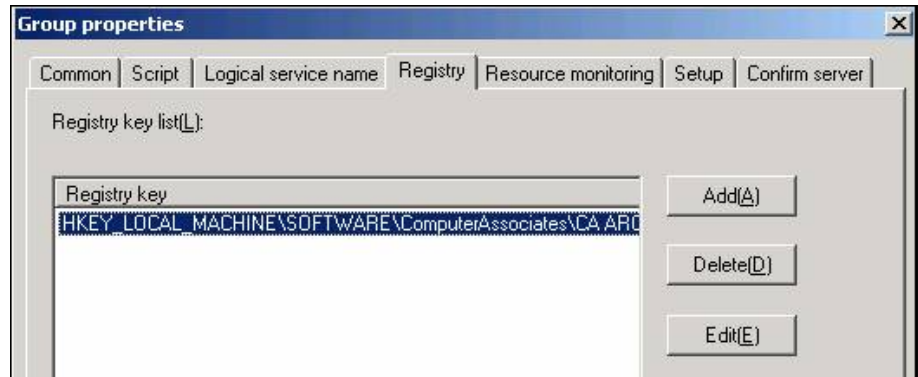 Group properties
Common Script Logical service name Registry Resource monitoring Setup Confirm server
Registry key list(L):
Registry key
Add(A)
HKEY_LOCAL_MACHINE\SOFTWARE\ComputerAssociates\CA ARC
Delete(D)
Edit(E)